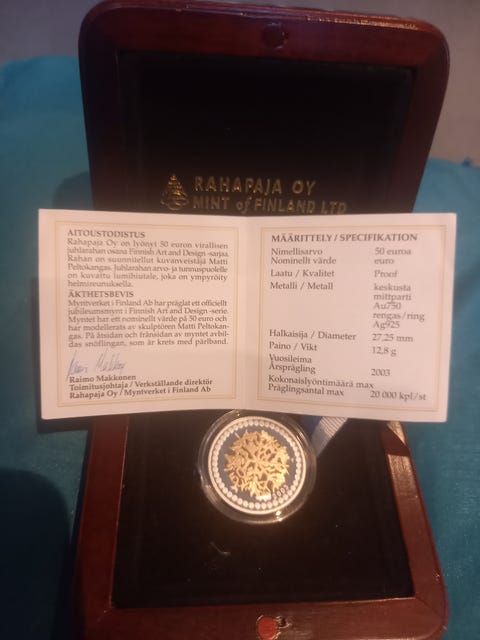 RAHAPAJA OY
MINT of FINLAND LTD
AITOUSTODISTUS
Rahapaja Oy on lyönyt 50 euron virallisen
juhlarahan osana Finnish Art and Design -sarjaa.
Rahan on suunnitellut kuvanveistäjä Matti
Peltokangas. Juhlarahan arvo- ja tunnuspuolelle
on kuvattu lumihiutale, joka on ympyröity
helmireunuksella.
ÄKTHETSBEVIS
Myntverket i Finland Ab har präglat ett officiellt
jubileumsmynt i Finnish Art and Design -serie.
Myntet har ett nominellt värde på 50 euro och
har modellerats av skulptören Matti Peltokan-
gas. På åtsidan och frånsidan av myntet avbil-
das snöflingan, som är krets med pärlband.
Raimo Makkonen
Toimitusjohtaja / Verkställande direktör
Rahapaja Oy / Myntverket i Finland Ab
MÄÄRITTELY / SPECIFIKATION
Nimellisarvo 50 euroa
Nominellt värde euro
Laatu / Kvalitet Proof
Metalli / Metall keskusta
mittparti
Au750
rengas/ring
Ag925
Halkaisija / Diameter 27,25 mm
Paino / Vikt 12,8 g
Vuosileima
Årsprägling 2003
Kokonaislyöntimäärä max
Präglingsantal max 20 000 kpl/st
2003